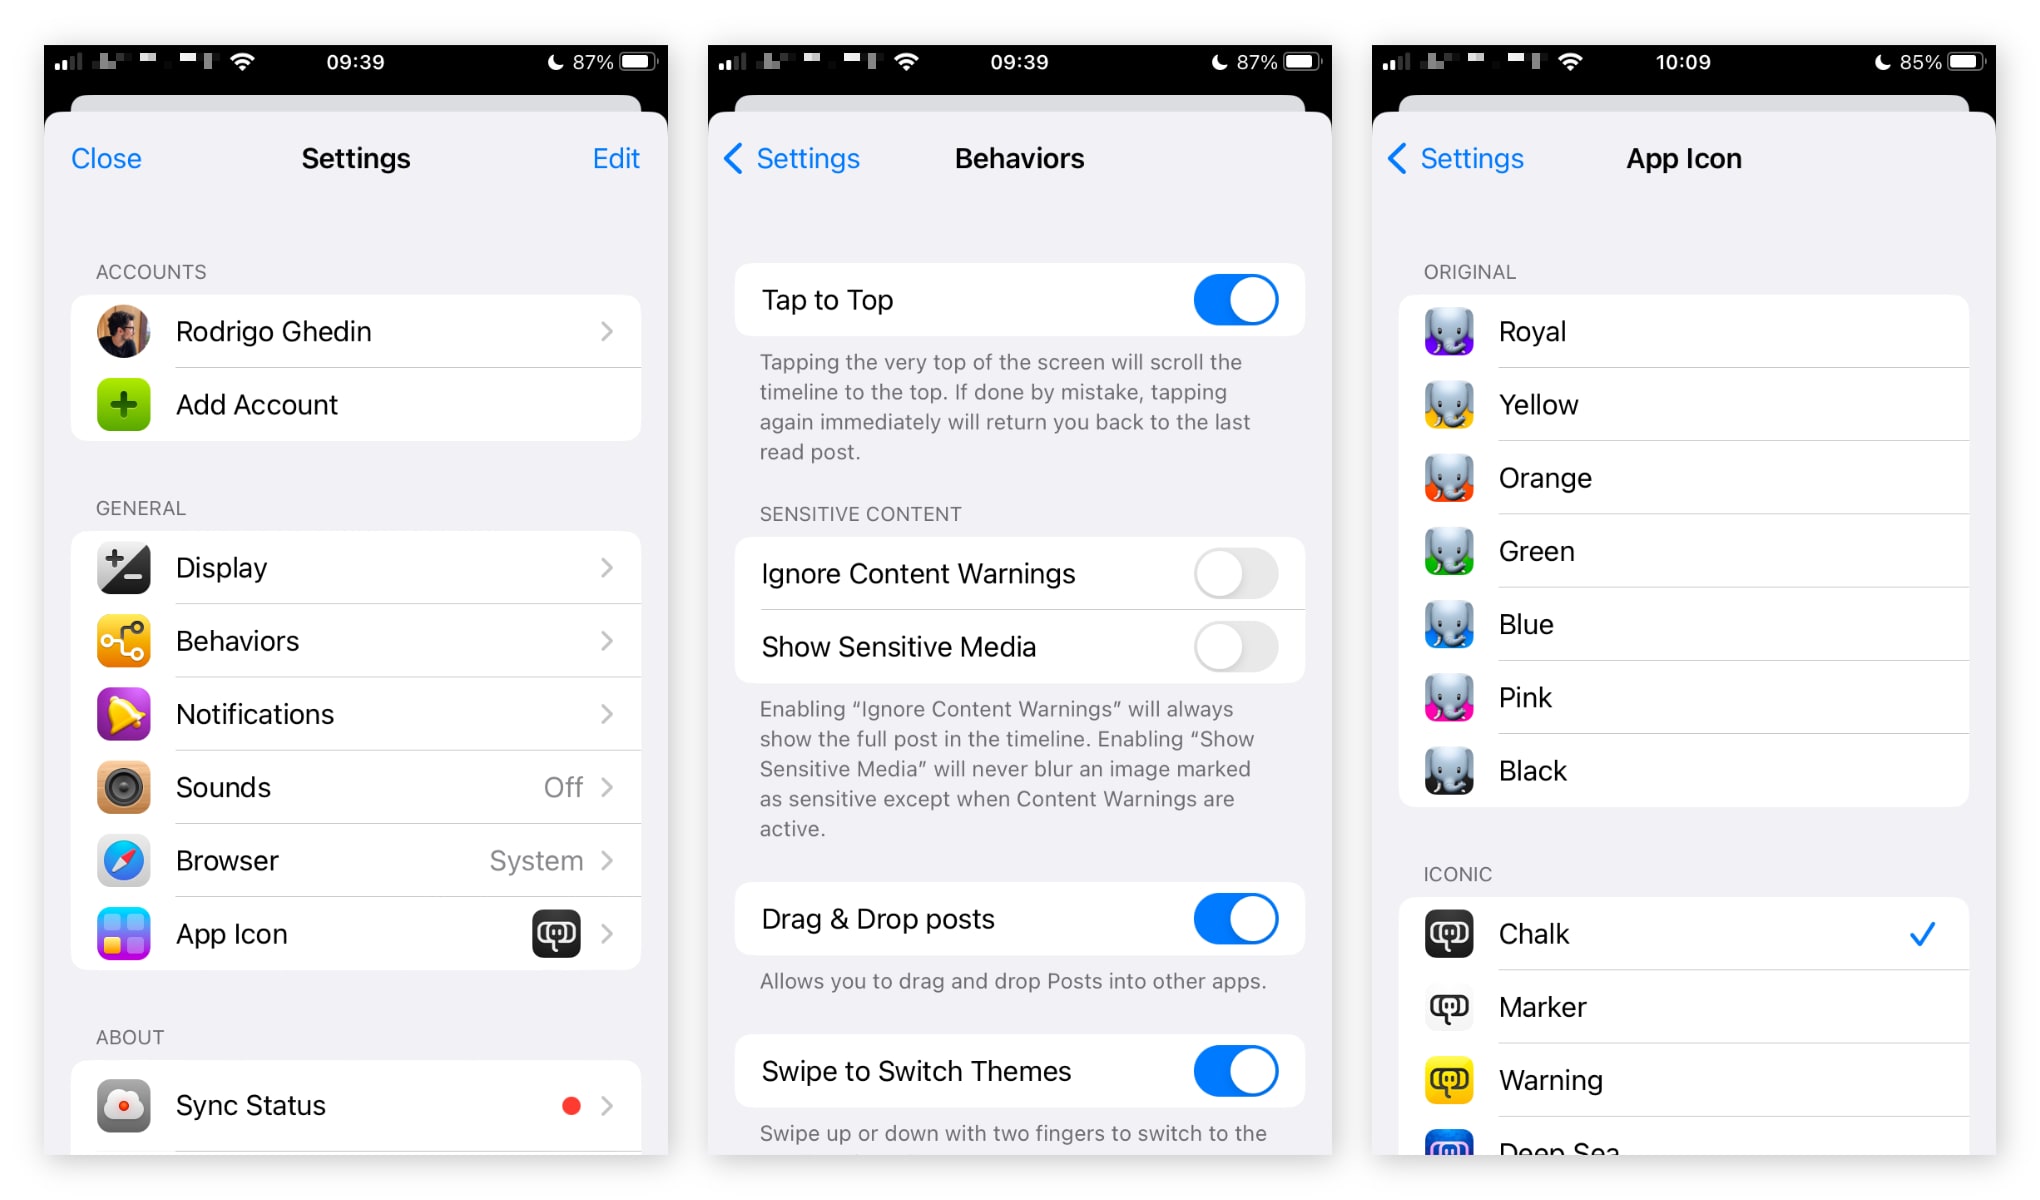 09:39
87%
Close
Settings
Edit
ACCOUNTS
Rodrigo Ghedin
Add Account
GENERAL
Display
Behaviors
Notifications
Sounds
Off
Browser
System
App Icon
ABOUT
Sync Status
09:39
87%
Settings
Behaviors
Tap to Top
Tapping the very top of the screen will scroll the
timeline to the top. If done by mistake, tapping
again immediately will return you back to the last
read post.
SENSITIVE CONTENT
Ignore Content Warnings
Show Sensitive Media
Enabling “Ignore Content Warnings” will always
show the full post in the timeline. Enabling “Show
Sensitive Media” will never blur an image marked
as sensitive except when Content Warnings are
active.
Drag & Drop posts
Allows you to drag and drop Posts into other apps.
Swipe to Switch Themes
Swipe up or down with two fingers to switch to the
10:09
85%
Settings
App Icon
ORIGINAL
Royal
Yellow
Orange
Green
Blue
Pink
Black
ICONIC
Chalk
Marker
Warning
Deep Sea